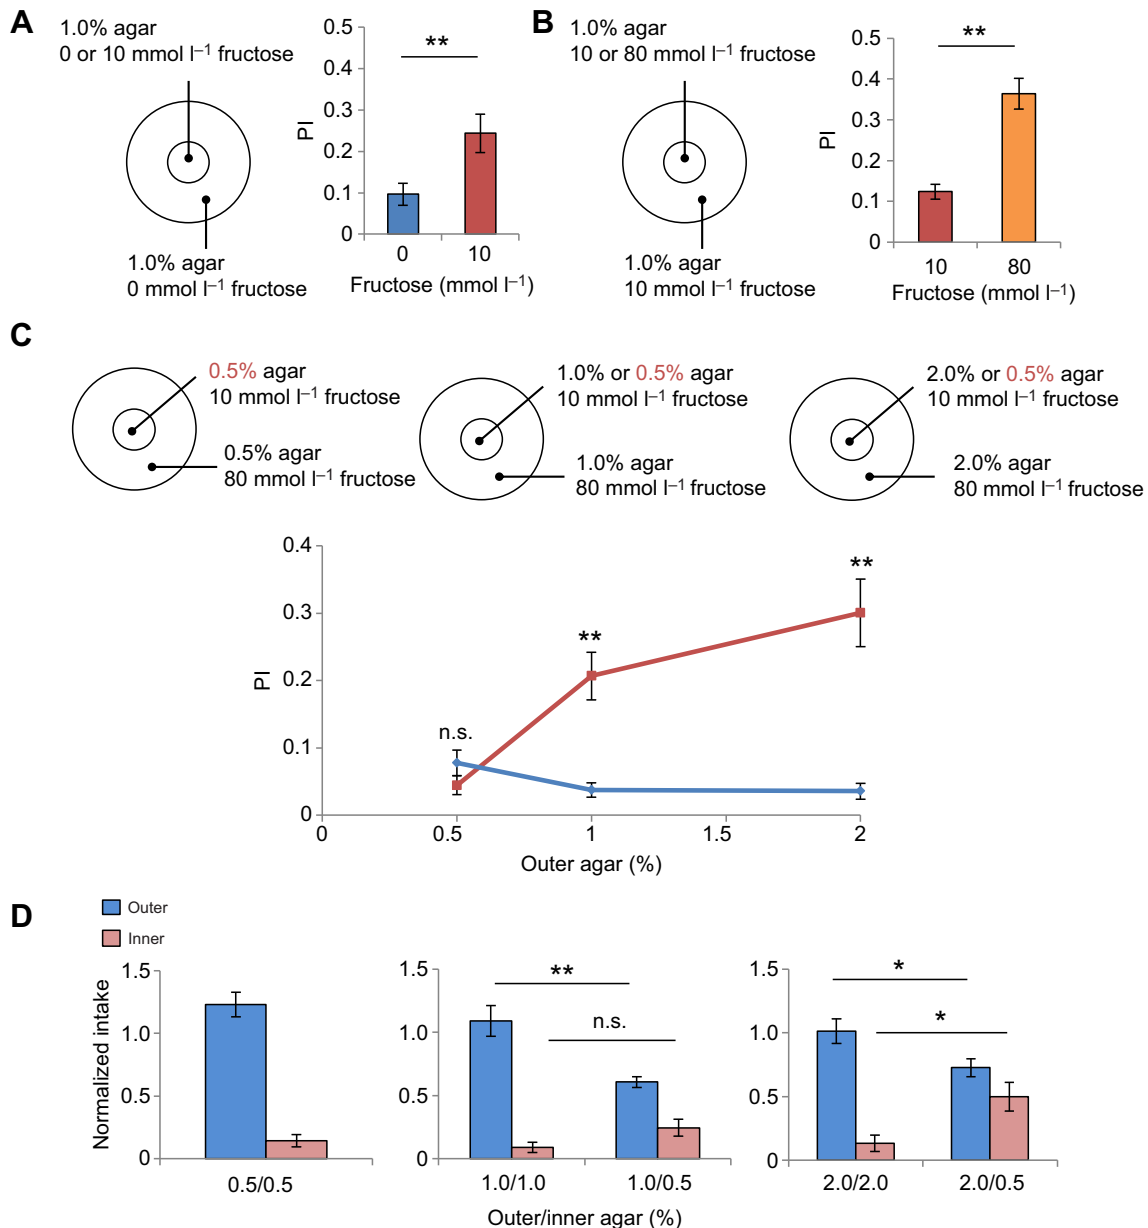 A
1.0% agar
0 or 10 mmol l⁻¹ fructose
1.0% agar
0 mmol l⁻¹ fructose
0.5
0.4
0.3
0.2
0.1
0
PI
**
0
10
Fructose (mmol l⁻¹)
B
1.0% agar
10 or 80 mmol l⁻¹ fructose
1.0% agar
10 mmol l⁻¹ fructose
0.5
0.4
0.3
0.2
0.1
0
PI
**
10
80
Fructose (mmol l⁻¹)
C
0.5% agar
10 mmol l⁻¹ fructose
0.5% agar
80 mmol l⁻¹ fructose
1.0% or 0.5% agar
10 mmol l⁻¹ fructose
1.0% agar
80 mmol l⁻¹ fructose
2.0% or 0.5% agar
10 mmol l⁻¹ fructose
2.0% agar
80 mmol l⁻¹ fructose
0.4
0.3
0.2
0.1
0
PI
n.s.
**
**
0
0.5
1
1.5
2
Outer agar (%)
D
Outer
Inner
Normalized intake
1.5
1.0
0.5
0
0.5/0.5
1.5
1.0
0.5
0
**
n.s.
1.0/1.0
1.0/0.5
1.5
1.0
0.5
0
*
*
2.0/2.0
2.0/0.5
Outer/inner agar (%)